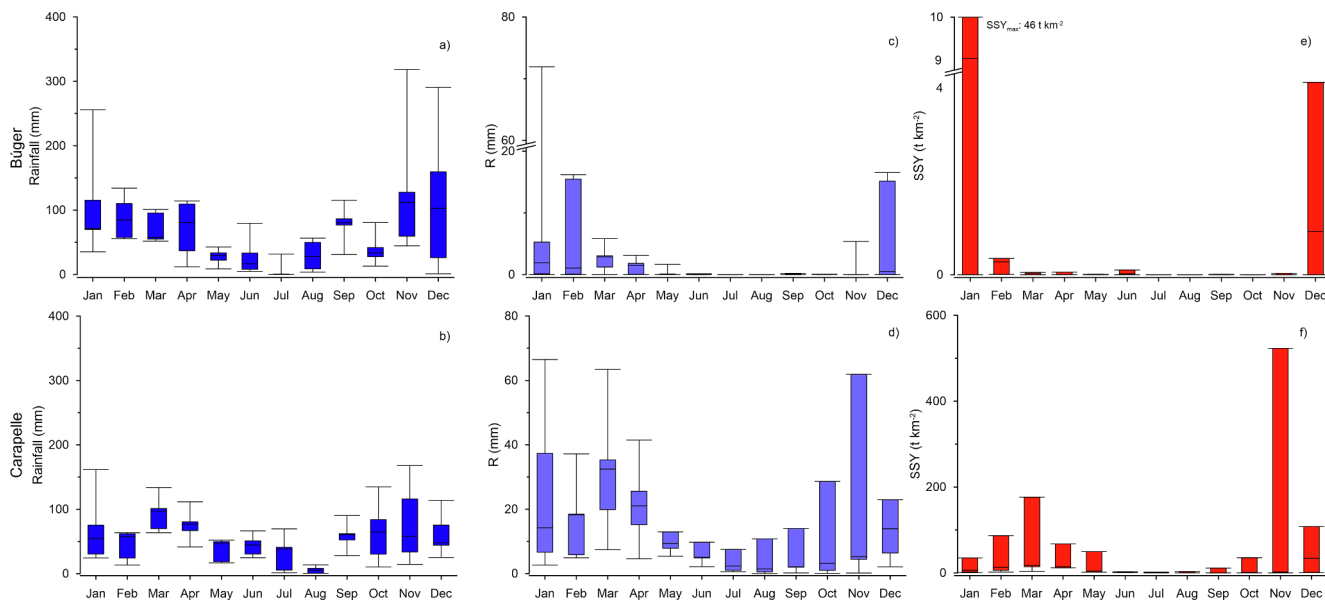 Búger
Rainfall (mm)
400
300
200
100
0
a)
Jan Feb Mar Apr May Jun Jul Aug Sep Oct Nov Dec
R (mm)
80
60
20
0
c)
Jan Feb Mar Apr May Jun Jul Aug Sep Oct Nov Dec
SSY (t km-2)
10
9
4
0
SSYmax: 46 t km-2
e)
Jan Feb Mar Apr May Jun Jul Aug Sep Oct Nov Dec
Carapelle
Rainfall (mm)
400
300
200
100
0
b)
Jan Feb Mar Apr May Jun Jul Aug Sep Oct Nov Dec
R (mm)
80
60
40
20
0
d)
Jan Feb Mar Apr May Jun Jul Aug Sep Oct Nov Dec
SSY (t km-2)
600
400
200
0
f)
Jan Feb Mar Apr May Jun Jul Aug Sep Oct Nov Dec